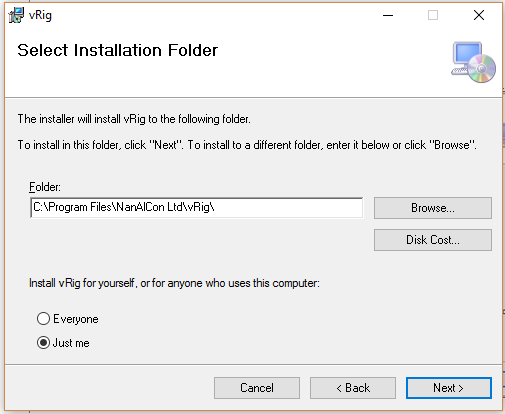 vRig
Select Installation Folder
The installer will install vRig to the following folder.
To install in this folder, click "Next". To install to a different folder, enter it below or click "Browse".
Folder:
C:\Program Files\NanAlCon Ltd\vRig\
Browse...
Disk Cost...
Install vRig for yourself, or for anyone who uses this computer:
Everyone
Just me
Cancel
< Back
Next >